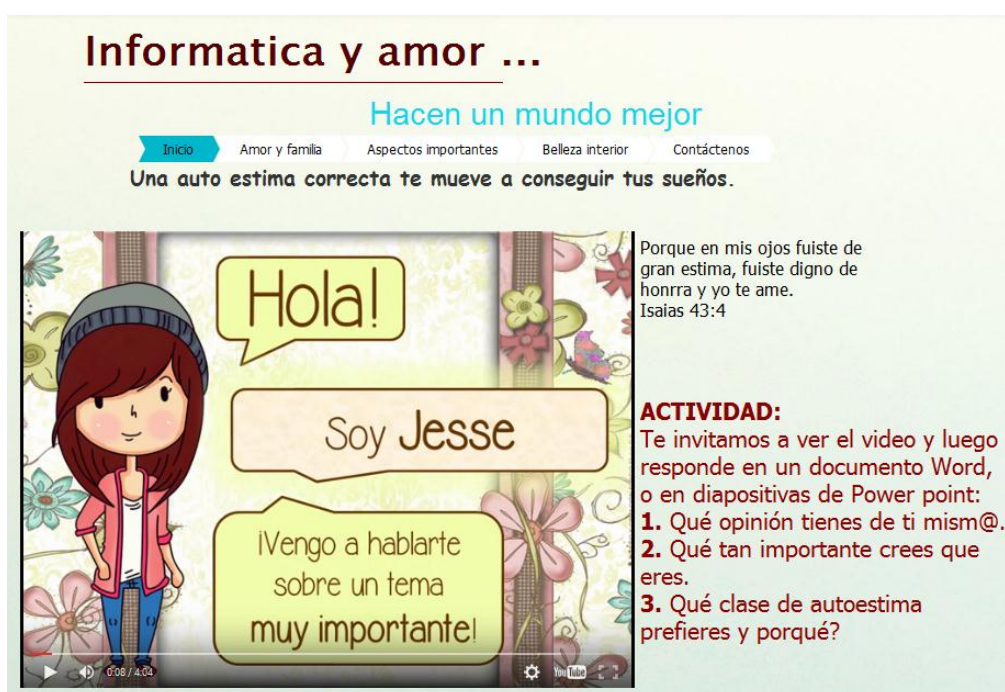 Informatica y amor ...
Hacen un mundo mejor
Inicio Amor y familia Aspectos importantes Belleza interior Contáctenos
Una auto estima correcta te mueve a conseguir tus sueños.
Hola!
Soy Jesse
¡Vengo a hablarte
sobre un tema
muy importante!
0:08 / 4:04
YouTube
Porque en mis ojos fuiste de
gran estima, fuiste digno de
honrra y yo te ame.
Isaias 43:4
ACTIVIDAD:
Te invitamos a ver el video y luego
responde en un documento Word,
o en diapositivas de Power point:
1. Qué opinión tienes de ti mism@.
2. Qué tan importante crees que
eres.
3. Qué clase de autoestima
prefieres y porqué?